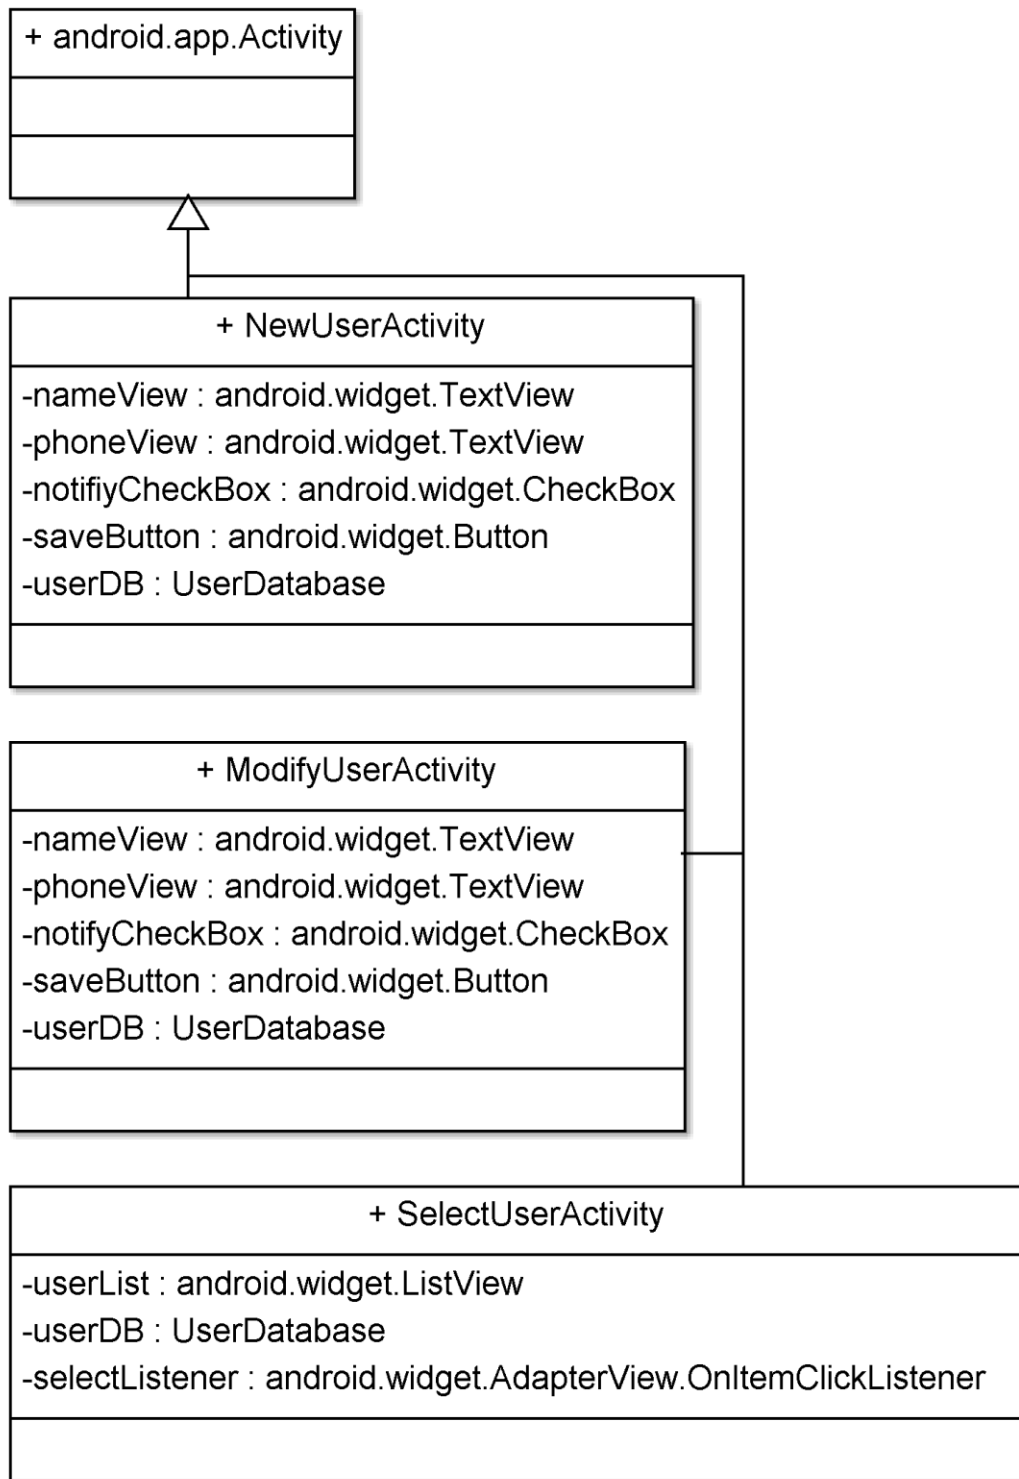 + android.app.Activity
+ NewUserActivity
-nameView : android.widget.TextView
-phoneView : android.widget.TextView
-notifiyCheckBox : android.widget.CheckBox
-saveButton : android.widget.Button
-userDB : UserDatabase
+ ModifyUserActivity
-nameView : android.widget.TextView
-phoneView : android.widget.TextView
-notifyCheckBox : android.widget.CheckBox
-saveButton : android.widget.Button
-userDB : UserDatabase
+ SelectUserActivity
-userList : android.widget.ListView
-userDB : UserDatabase
-selectListener : android.widget.AdapterView.OnItemClickListener